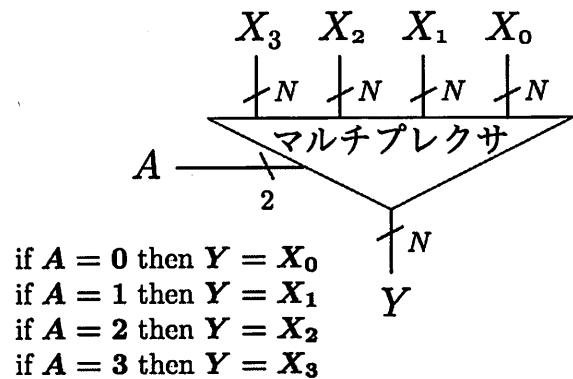 X₃ X₂ X₁ X₀
N N N N
マルチプレクサ
A
2
N
Y
if A = 0 then Y = X₀
if A = 1 then Y = X₁
if A = 2 then Y = X₂
if A = 3 then Y = X₃